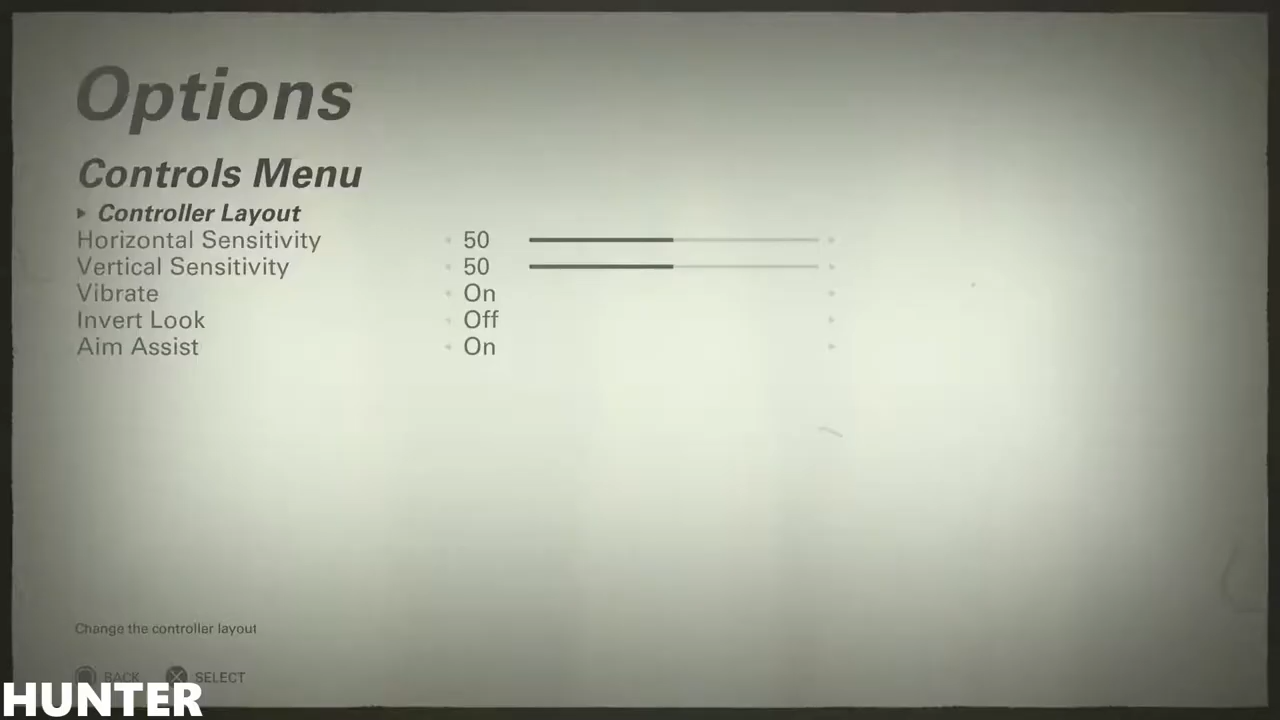 Options
Controls Menu
Controller Layout
Horizontal Sensitivity 50
Vertical Sensitivity 50
Vibrate On
Invert Look Off
Aim Assist On
Change the controller layout
BACK SELECT
HUNTER